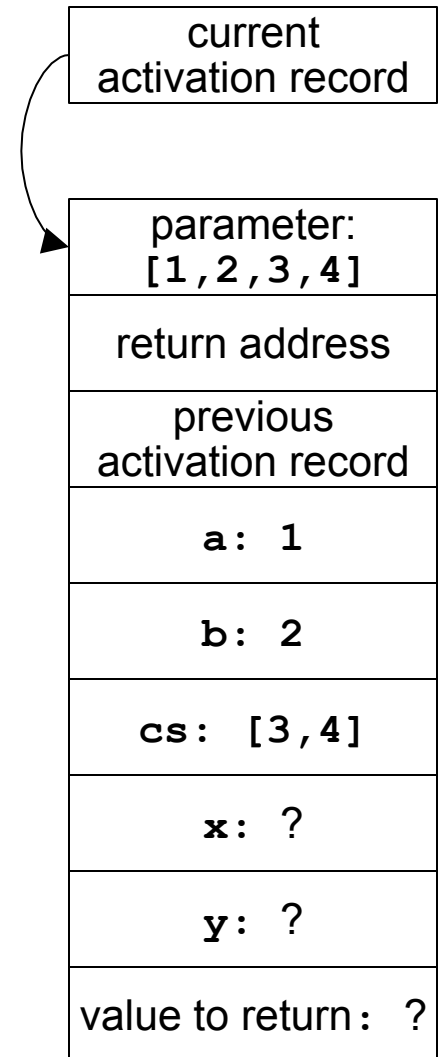 current
activation record
parameter:
[1,2,3,4]
return address
previous
activation record
a: 1
b: 2
cs: [3,4]
x: ?
y: ?
value to return: ?